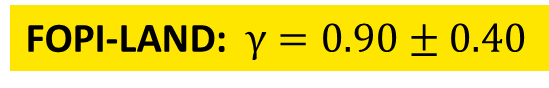 FOPI-LAND: γ = 0.90 ± 0.40